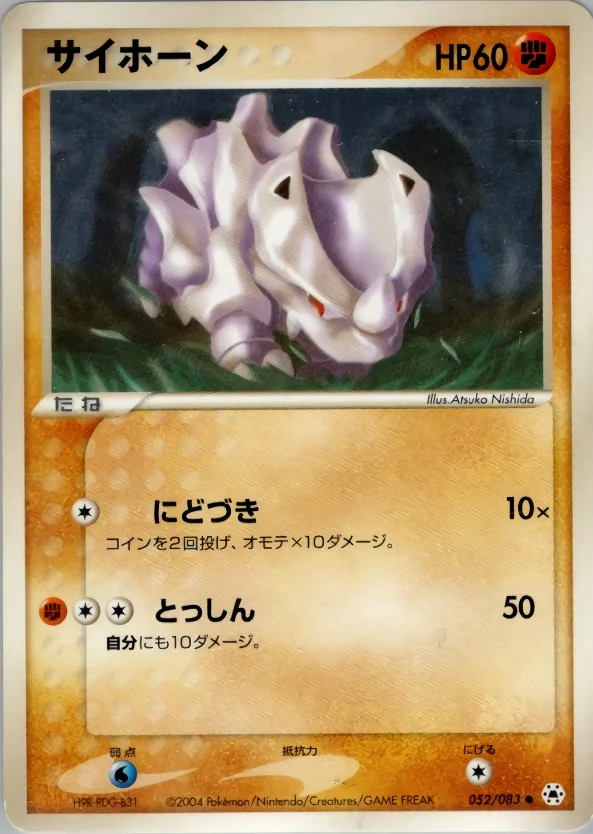 サイホーン HP60
たね Illus. Atsuko Nishida
にどづき 10×
コインを2回投げ、オモテ×10ダメージ。
とっしん 50
自分にも10ダメージ。
弱点 抵抗力 にげる
H9R-RDG-B31 ©2004 Pokémon/Nintendo/Creatures/GAME FREAK 052/083 ●